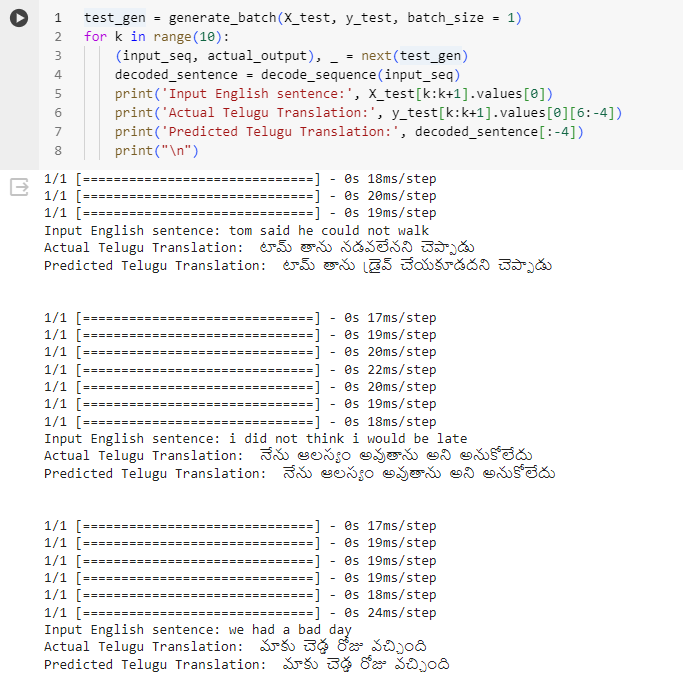 1 test_gen = generate_batch(X_test, y_test, batch_size = 1)
2 for k in range(10):
3 (input_seq, actual_output), _ = next(test_gen)
4 decoded_sentence = decode_sequence(input_seq)
5 print('Input English sentence:', X_test[k:k+1].values[0])
6 print('Actual Telugu Translation:', y_test[k:k+1].values[0][6:-4])
7 print('Predicted Telugu Translation:', decoded_sentence[:-4])
8 print("\n")
1/1 [==============================] - 0s 18ms/step
1/1 [==============================] - 0s 20ms/step
1/1 [==============================] - 0s 19ms/step
Input English sentence: tom said he could not walk
Actual Telugu Translation: టామ్ తాను నడవలేనని చెప్పాడు
Predicted Telugu Translation: టామ్ తాను డ్రైవ్ చేయకూడదని చెప్పాడు
1/1 [==============================] - 0s 17ms/step
1/1 [==============================] - 0s 19ms/step
1/1 [==============================] - 0s 20ms/step
1/1 [==============================] - 0s 22ms/step
1/1 [==============================] - 0s 20ms/step
1/1 [==============================] - 0s 19ms/step
1/1 [==============================] - 0s 18ms/step
Input English sentence: i did not think i would be late
Actual Telugu Translation: నేను ఆలస్యం అవుతాను అని అనుకోలేదు
Predicted Telugu Translation: నేను ఆలస్యం అవుతాను అని అనుకోలేదు
1/1 [==============================] - 0s 17ms/step
1/1 [==============================] - 0s 19ms/step
1/1 [==============================] - 0s 19ms/step
1/1 [==============================] - 0s 19ms/step
1/1 [==============================] - 0s 18ms/step
1/1 [==============================] - 0s 24ms/step
Input English sentence: we had a bad day
Actual Telugu Translation: మాకు చెడ్డ రోజు వచ్చింది
Predicted Telugu Translation: మాకు చెడ్డ రోజు వచ్చింది